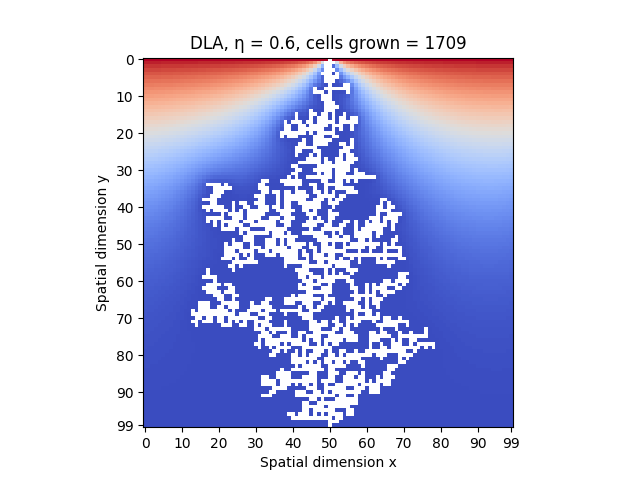 DLA, η = 0.6, cells grown = 1709
0
10
20
30
40
50
60
70
80
90
99
Spatial dimension y
0 10 20 30 40 50 60 70 80 90 99
Spatial dimension x